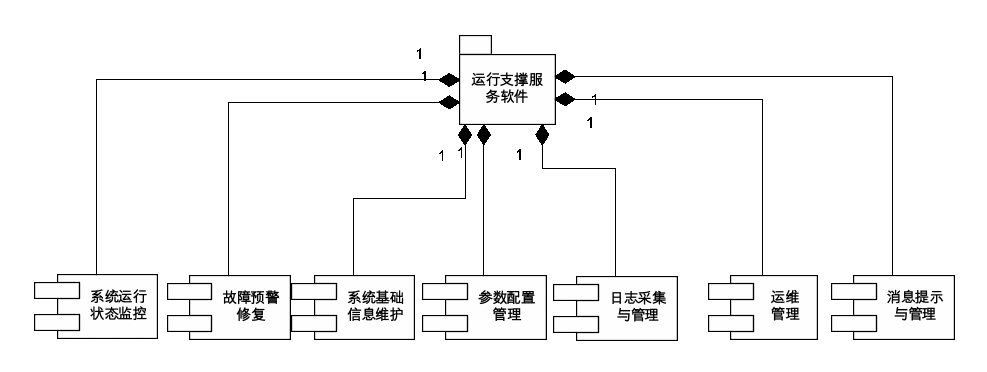 1
1
运行支撑服
务软件
1
1
1
1
1
系统运行
状态监控
故障预警
修复
系统基础
信息维护
参数配置
管理
日志采集
与管理
运维
管理
消息提示
与管理